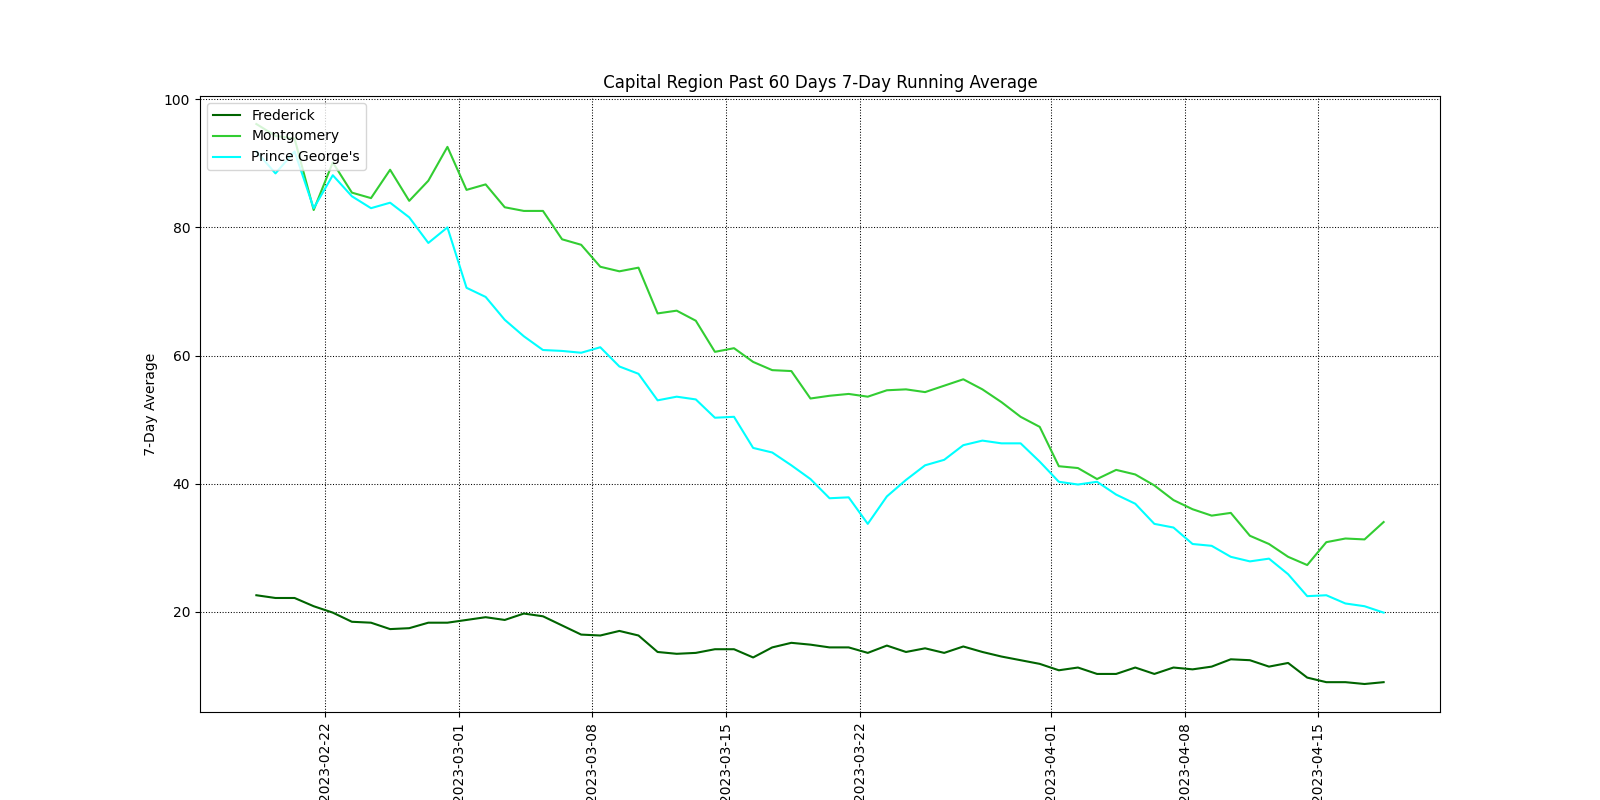 Capital Region Past 60 Days 7-Day Running Average
100
80
60
40
20
7-Day Average
Frederick
Montgomery
Prince George's
2023-02-22
2023-03-01
2023-03-08
2023-03-15
2023-03-22
2023-04-01
2023-04-08
2023-04-15